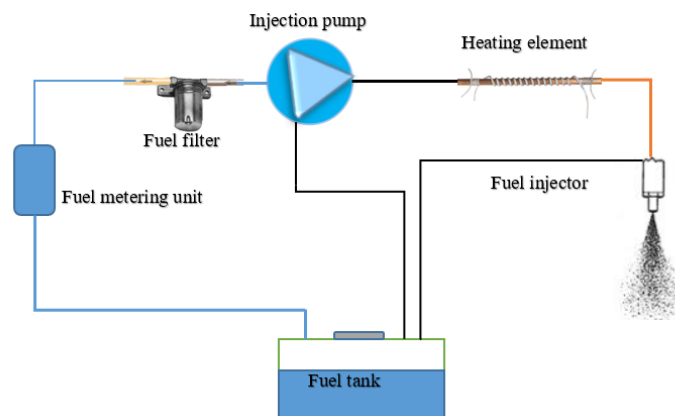 Injection pump
Heating element
Fuel filter
Fuel metering unit
Fuel injector
Fuel tank